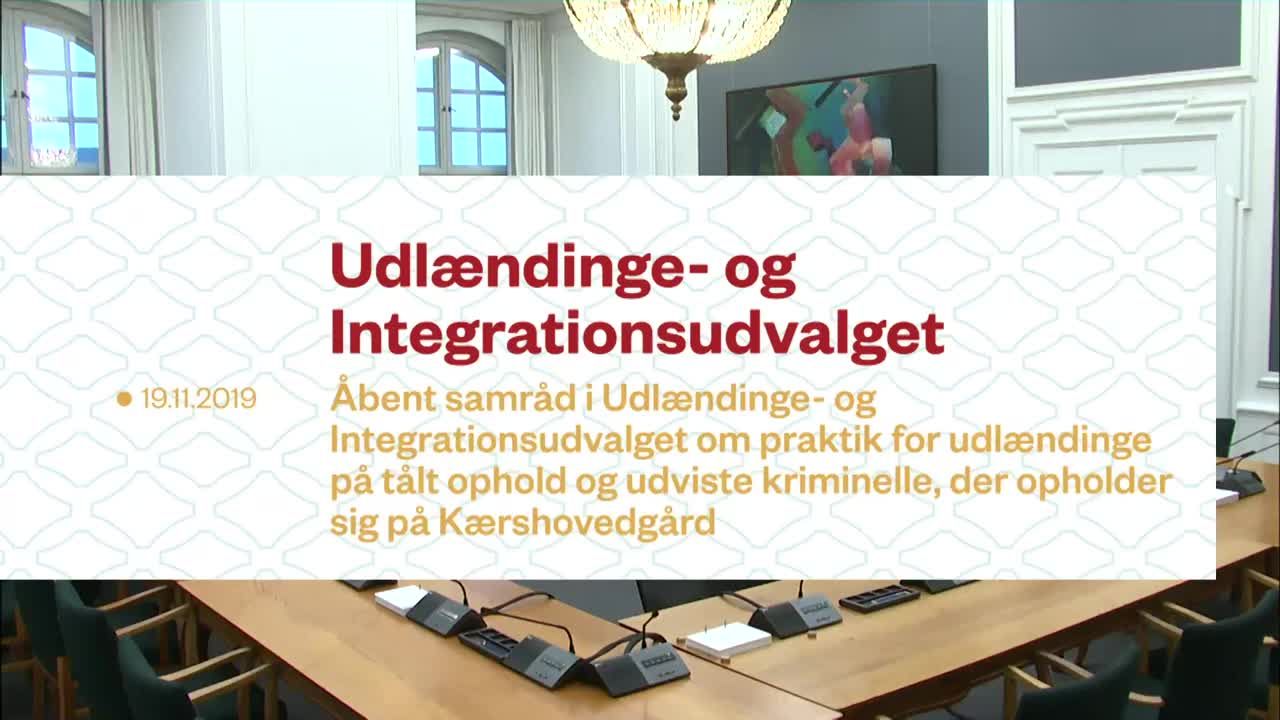 Udlændinge- og
Integrationsudvalget
19.11.2019
Åbent samråd i Udlændinge- og
Integrationsudvalget om praktik for udlændinge
på tålt ophold og udviste kriminelle, der opholder
sig på Kærshovedgård